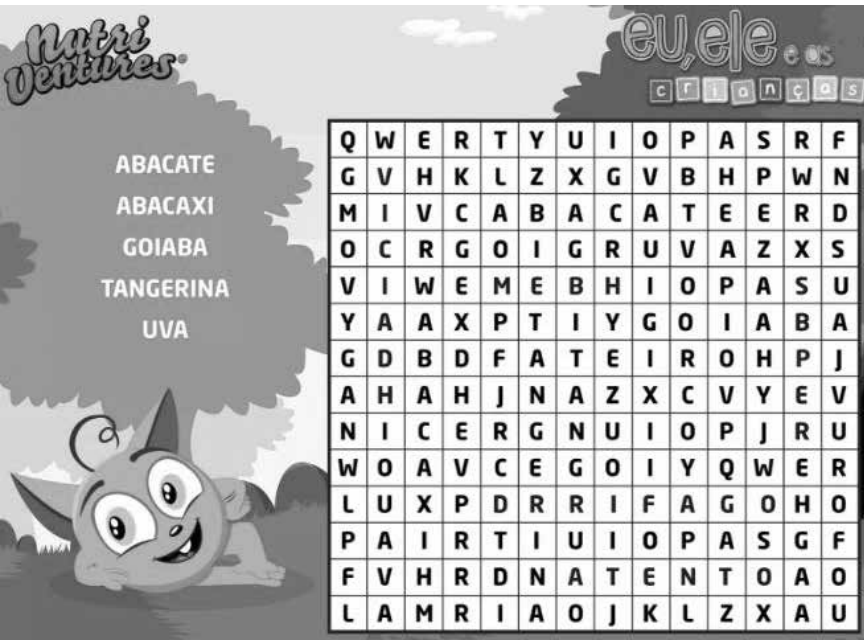 Nutri
Ventures
eu, ele e as
crianças
ABACATE
ABACAXI
GOIABA
TANGERINA
UVA
Q W E R T Y U I O P A S R F
G V H K L Z X G V B H P W N
M I V C A B A C A T E E R D
O C R G O I G R U V A Z X S
V I W E M E B H I O P A S U
Y A A X P T I Y G O I A B A
G D B D F A T E I R O H P J
A H A H J N A Z X C V Y E V
N I C E R G N U I O P J R U
W O A V C E G O I Y Q W E R
L U X P D R R I F A G O H O
P A I R T I U I O P A S G F
F V H R D N A T E N T O A O
L A M R I A O J K L Z X A U